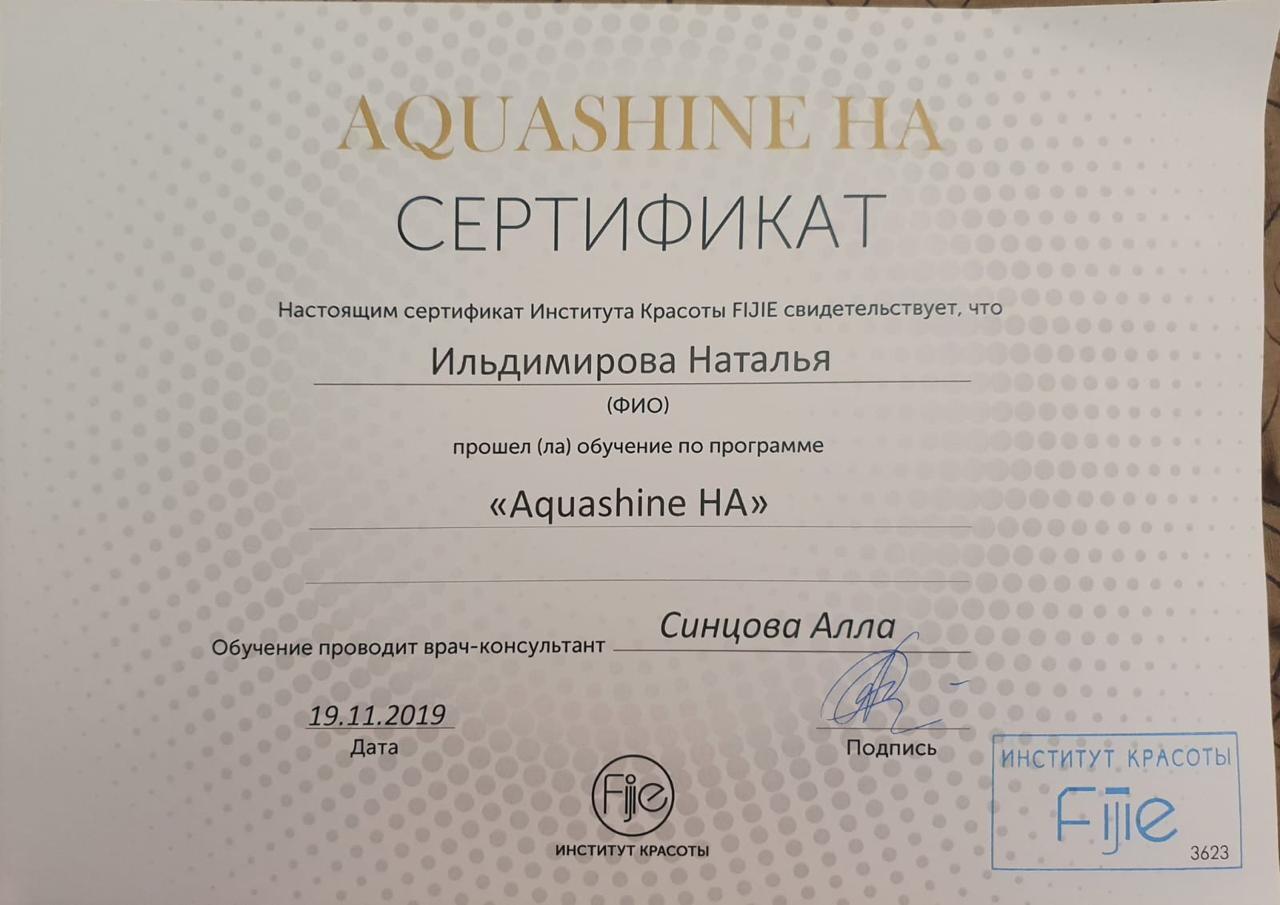 AQUASHINE HA
СЕРТИФИКАТ
Настоящим сертификат Института Красоты FIJIE свидетельствует, что
Ильдимирова Наталья
(ФИО)
прошел (ла) обучение по программе
«Aquashine HA»
Обучение проводит врач-консультант Синцова Алла
19.11.2019
Дата
Подпись
Fijie
ИНСТИТУТ КРАСОТЫ
ИНСТИТУТ КРАСОТЫ
Fijie
3623